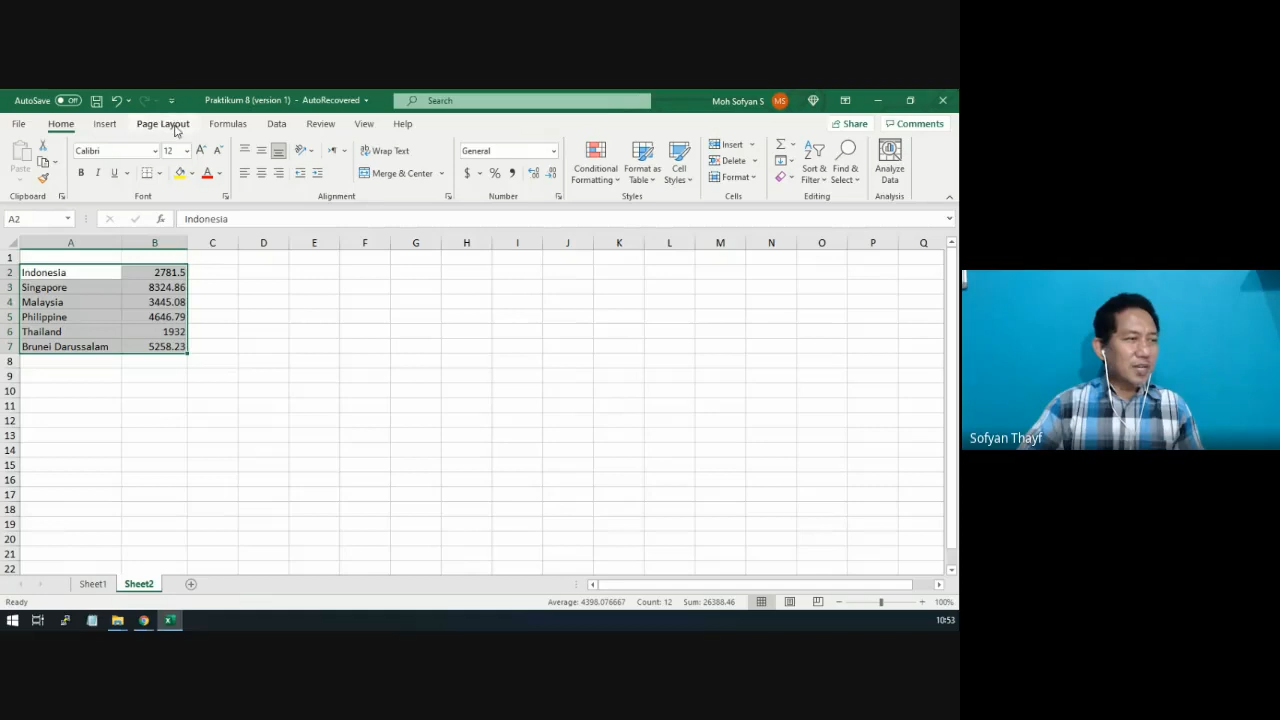 AutoSave Off Praktikum 8 (version 1) - AutoRecovered Search Moh Sofyan S MS
File Home Insert Page Layout Formulas Data Review View Help Share Comments
Calibri 12 Wrap Text General Insert Delete Format
Paste B I U A Merge & Center $ % Conditional Formatting Format as Table Cell Styles Sort & Filter Find & Select Analyze Data
Clipboard Font Alignment Number Styles Cells Editing Analysis
A2 fx Indonesia
A B C D E F G H I J K L M N O P Q
1
2 Indonesia 2781.5
3 Singapore 8324.86
4 Malaysia 3445.08
5 Philippine 4646.79
6 Thailand 1932
7 Brunei Darussalam 5258.23
8
9
10
11
12
13
14
15
16
17
18
19
20
21
22
Sheet1 Sheet2
Ready Average: 4398.076667 Count: 12 Sum: 26388.46 100%
10:53
Sofyan Thayf